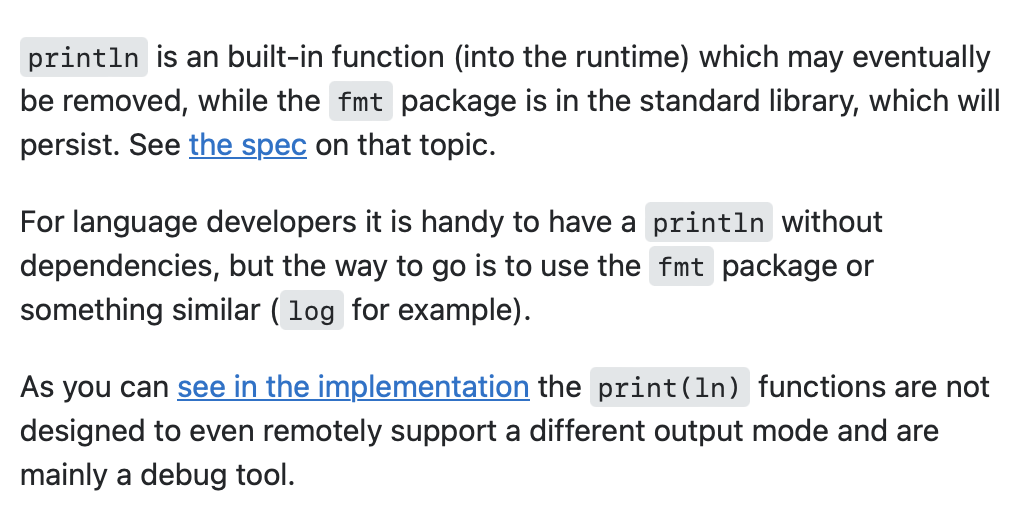 println is an built-in function (into the runtime) which may eventually
be removed, while the fmt package is in the standard library, which will
persist. See the spec on that topic.
For language developers it is handy to have a println without
dependencies, but the way to go is to use the fmt package or
something similar (log for example).
As you can see in the implementation the print(ln) functions are not
designed to even remotely support a different output mode and are
mainly a debug tool.